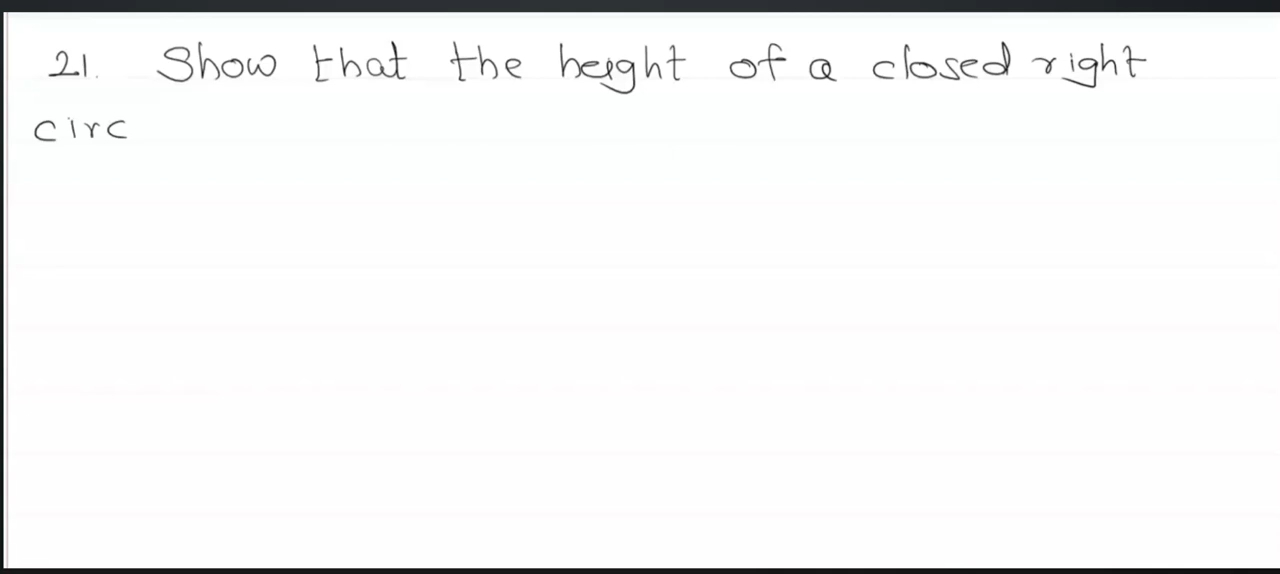 21. Show that the height of a closed right
circ